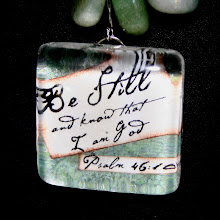 Be Still
and know that
I am God
Psalm 46:10